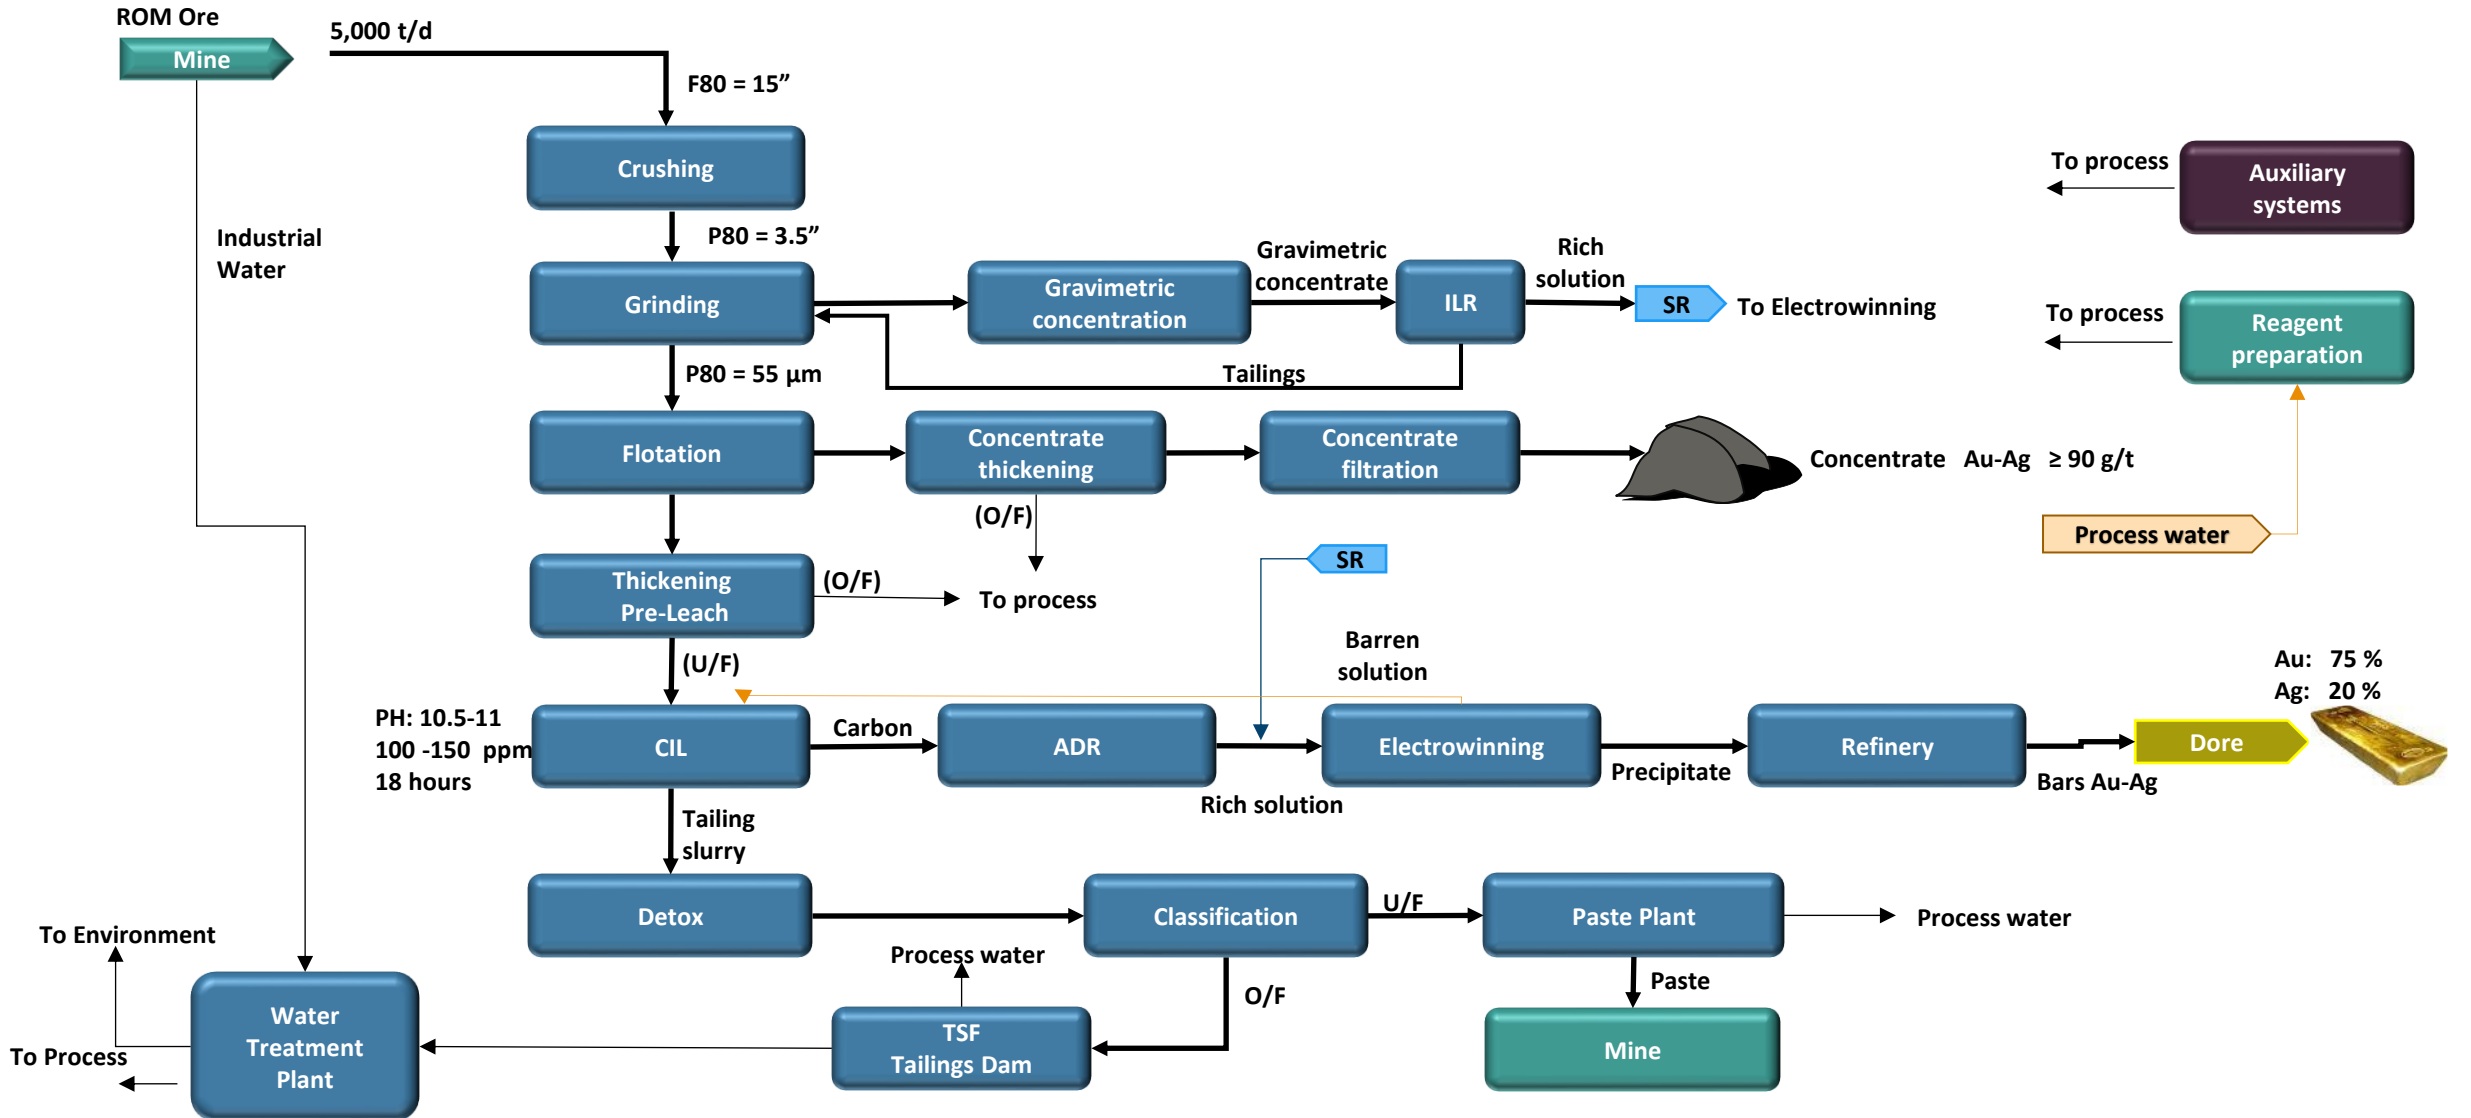 ROM Ore
Mine
5,000 t/d
F80 = 15”
Crushing
To process
Auxiliary
systems
P80 = 3.5”
Industrial
Water
Grinding
Gravimetric
concentration
Gravimetric
concentrate
ILR
Rich
solution
SR
To Electrowinning
To process
Reagent
preparation
P80 = 55 µm
Tailings
Flotation
Concentrate
thickening
Concentrate
filtration
Concentrate Au-Ag ≥ 90 g/t
(O/F)
Process water
Thickening
Pre-Leach
(O/F)
To process
SR
(U/F)
Barren
solution
Au: 75 %
Ag: 20 %
PH: 10.5-11
100 -150 ppm
18 hours
CIL
Carbon
ADR
Rich solution
Electrowinning
Precipitate
Refinery
Bars Au-Ag
Dore
Tailing
slurry
Detox
Classification
U/F
Paste Plant
Process water
To Environment
Process water
O/F
Paste
Water
Treatment
Plant
To Process
TSF
Tailings Dam
Mine